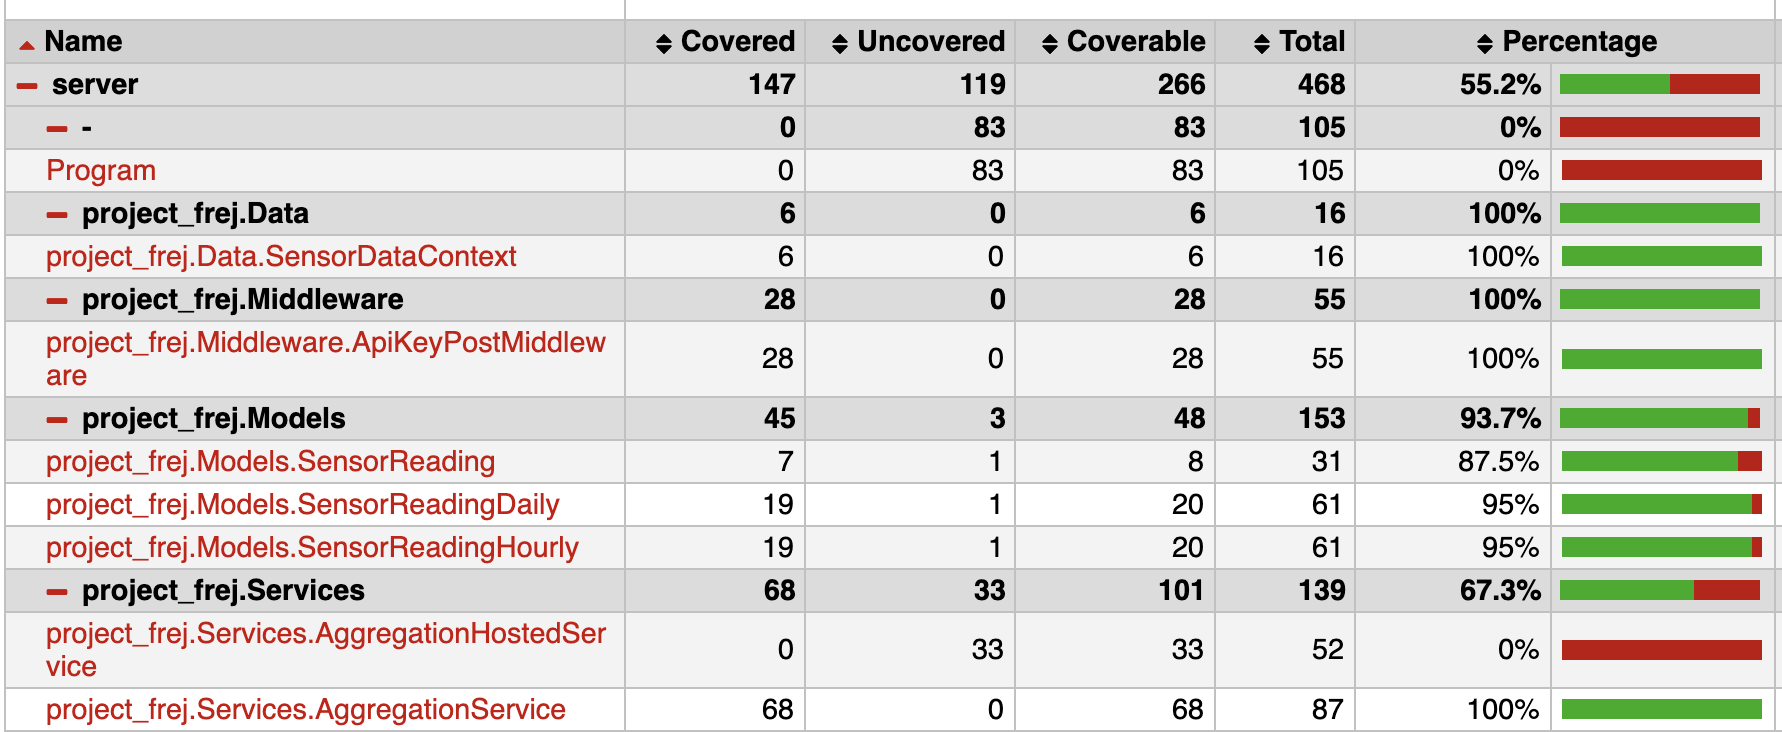 Name Covered Uncovered Coverable Total Percentage
server 147 119 266 468 55.2%
- 0 83 83 105 0%
Program 0 83 83 105 0%
project_frej.Data 6 0 6 16 100%
project_frej.Data.SensorDataContext 6 0 6 16 100%
project_frej.Middleware 28 0 28 55 100%
project_frej.Middleware.ApiKeyPostMiddlew
are 28 0 28 55 100%
project_frej.Models 45 3 48 153 93.7%
project_frej.Models.SensorReading 7 1 8 31 87.5%
project_frej.Models.SensorReadingDaily 19 1 20 61 95%
project_frej.Models.SensorReadingHourly 19 1 20 61 95%
project_frej.Services 68 33 101 139 67.3%
project_frej.Services.AggregationHostedSer
vice 0 33 33 52 0%
project_frej.Services.AggregationService 68 0 68 87 100%